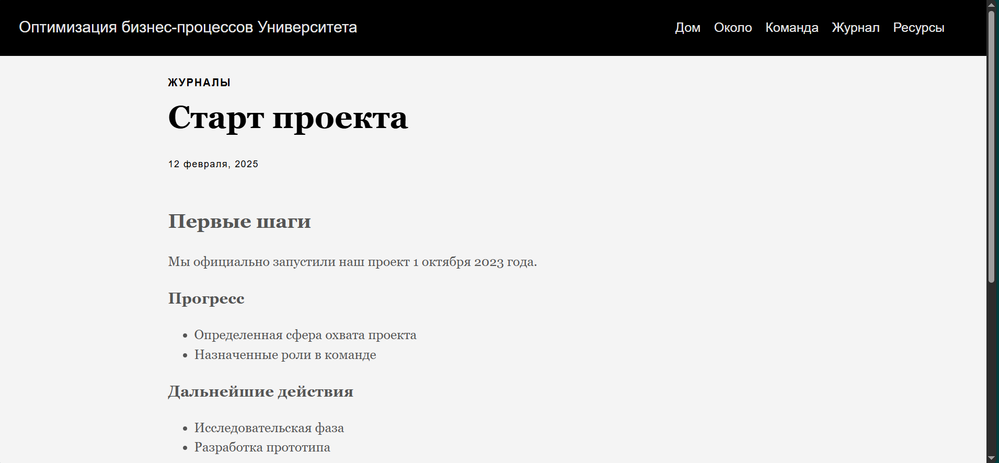 Оптимизация бизнес-процессов Университета
Дом Около Команда Журнал Ресурсы
ЖУРНАЛЫ
Старт проекта
12 февраля, 2025
Первые шаги
Мы официально запустили наш проект 1 октября 2023 года.
Прогресс
Определенная сфера охвата проекта
Назначенные роли в команде
Дальнейшие действия
Исследовательская фаза
Разработка прототипа